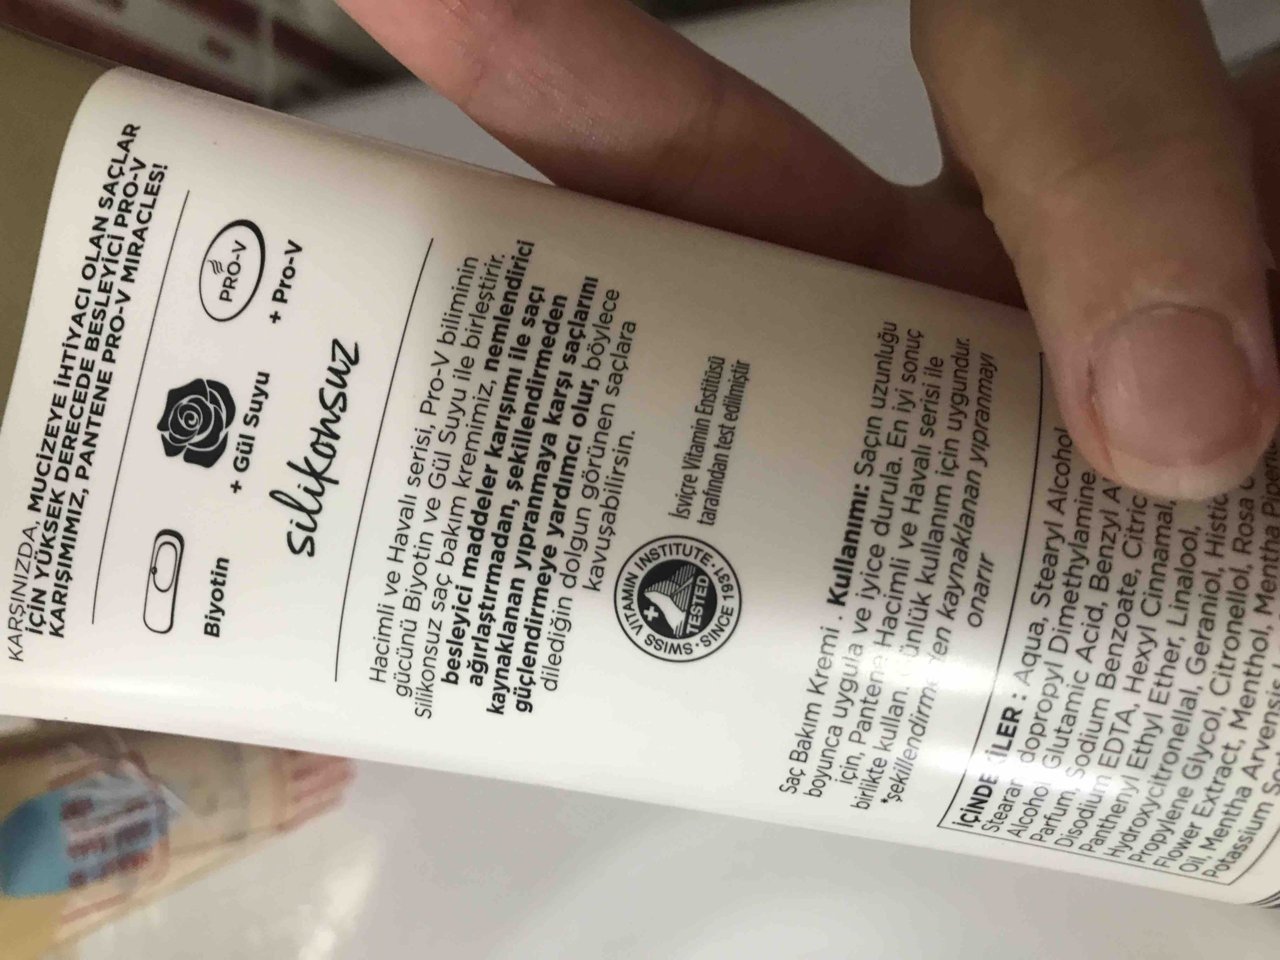 KARŞINIZDA, MUCİZEYE İHTİYACI OLAN SAÇLAR
İÇİN YÜKSEK DERECEDE BESLEYİCİ PRO-V
KARIŞIMIMIZ, PANTENE PRO-V MIRACLES!
Biyotin
+ Gül Suyu
PRO-V
+ Pro-V
silikonsuz
Hacimli ve Havalı serisi, Pro-V biliminin
gücünü Biyotin ve Gül Suyu ile birleştirir.
Silikonsuz saç bakım kremimiz, nemlendirici
besleyici maddeler karışımı ile saçı
ağırlaştırmadan, şekillendirmeden
kaynaklanan yıpranmaya karşı saçlarını
güçlendirmeye yardımcı olur, böylece
dilediğin dolgun görünen saçlara
kavuşabilirsin.
SWISS VITAMIN INSTITUTE · SINCE 1931 ·
TESTED
İsviçre Vitamin Enstitüsü
tarafından test edilmiştir
Saç Bakım Kremi . Kullanımı: Saçın uzunluğu
boyunca uygula ve iyice durula. En iyi sonuç
için, Pantene Hacimli ve Havalı serisi ile
birlikte kullan. Günlük kullanım için uygundur.
*şekillendirmeden kaynaklanan yıpranmayı
onarır
İÇİNDEKİLER : Aqua, Stearyl Alcohol
Dimethylamine
Alcohol Glutamic Acid, Benzyl
Parfum, Sodium Benzoate, Citric
Disodium EDTA, Hexyl Cinnamal,
Panthenyl Ethyl Ether, Linalool,
Hydroxycitronellal, Geraniol,
Propylene Glycol, Citronellol, Rosa
Flower Extract, Menthol, Mentha
Oil, Mentha Arvensis
Potassium